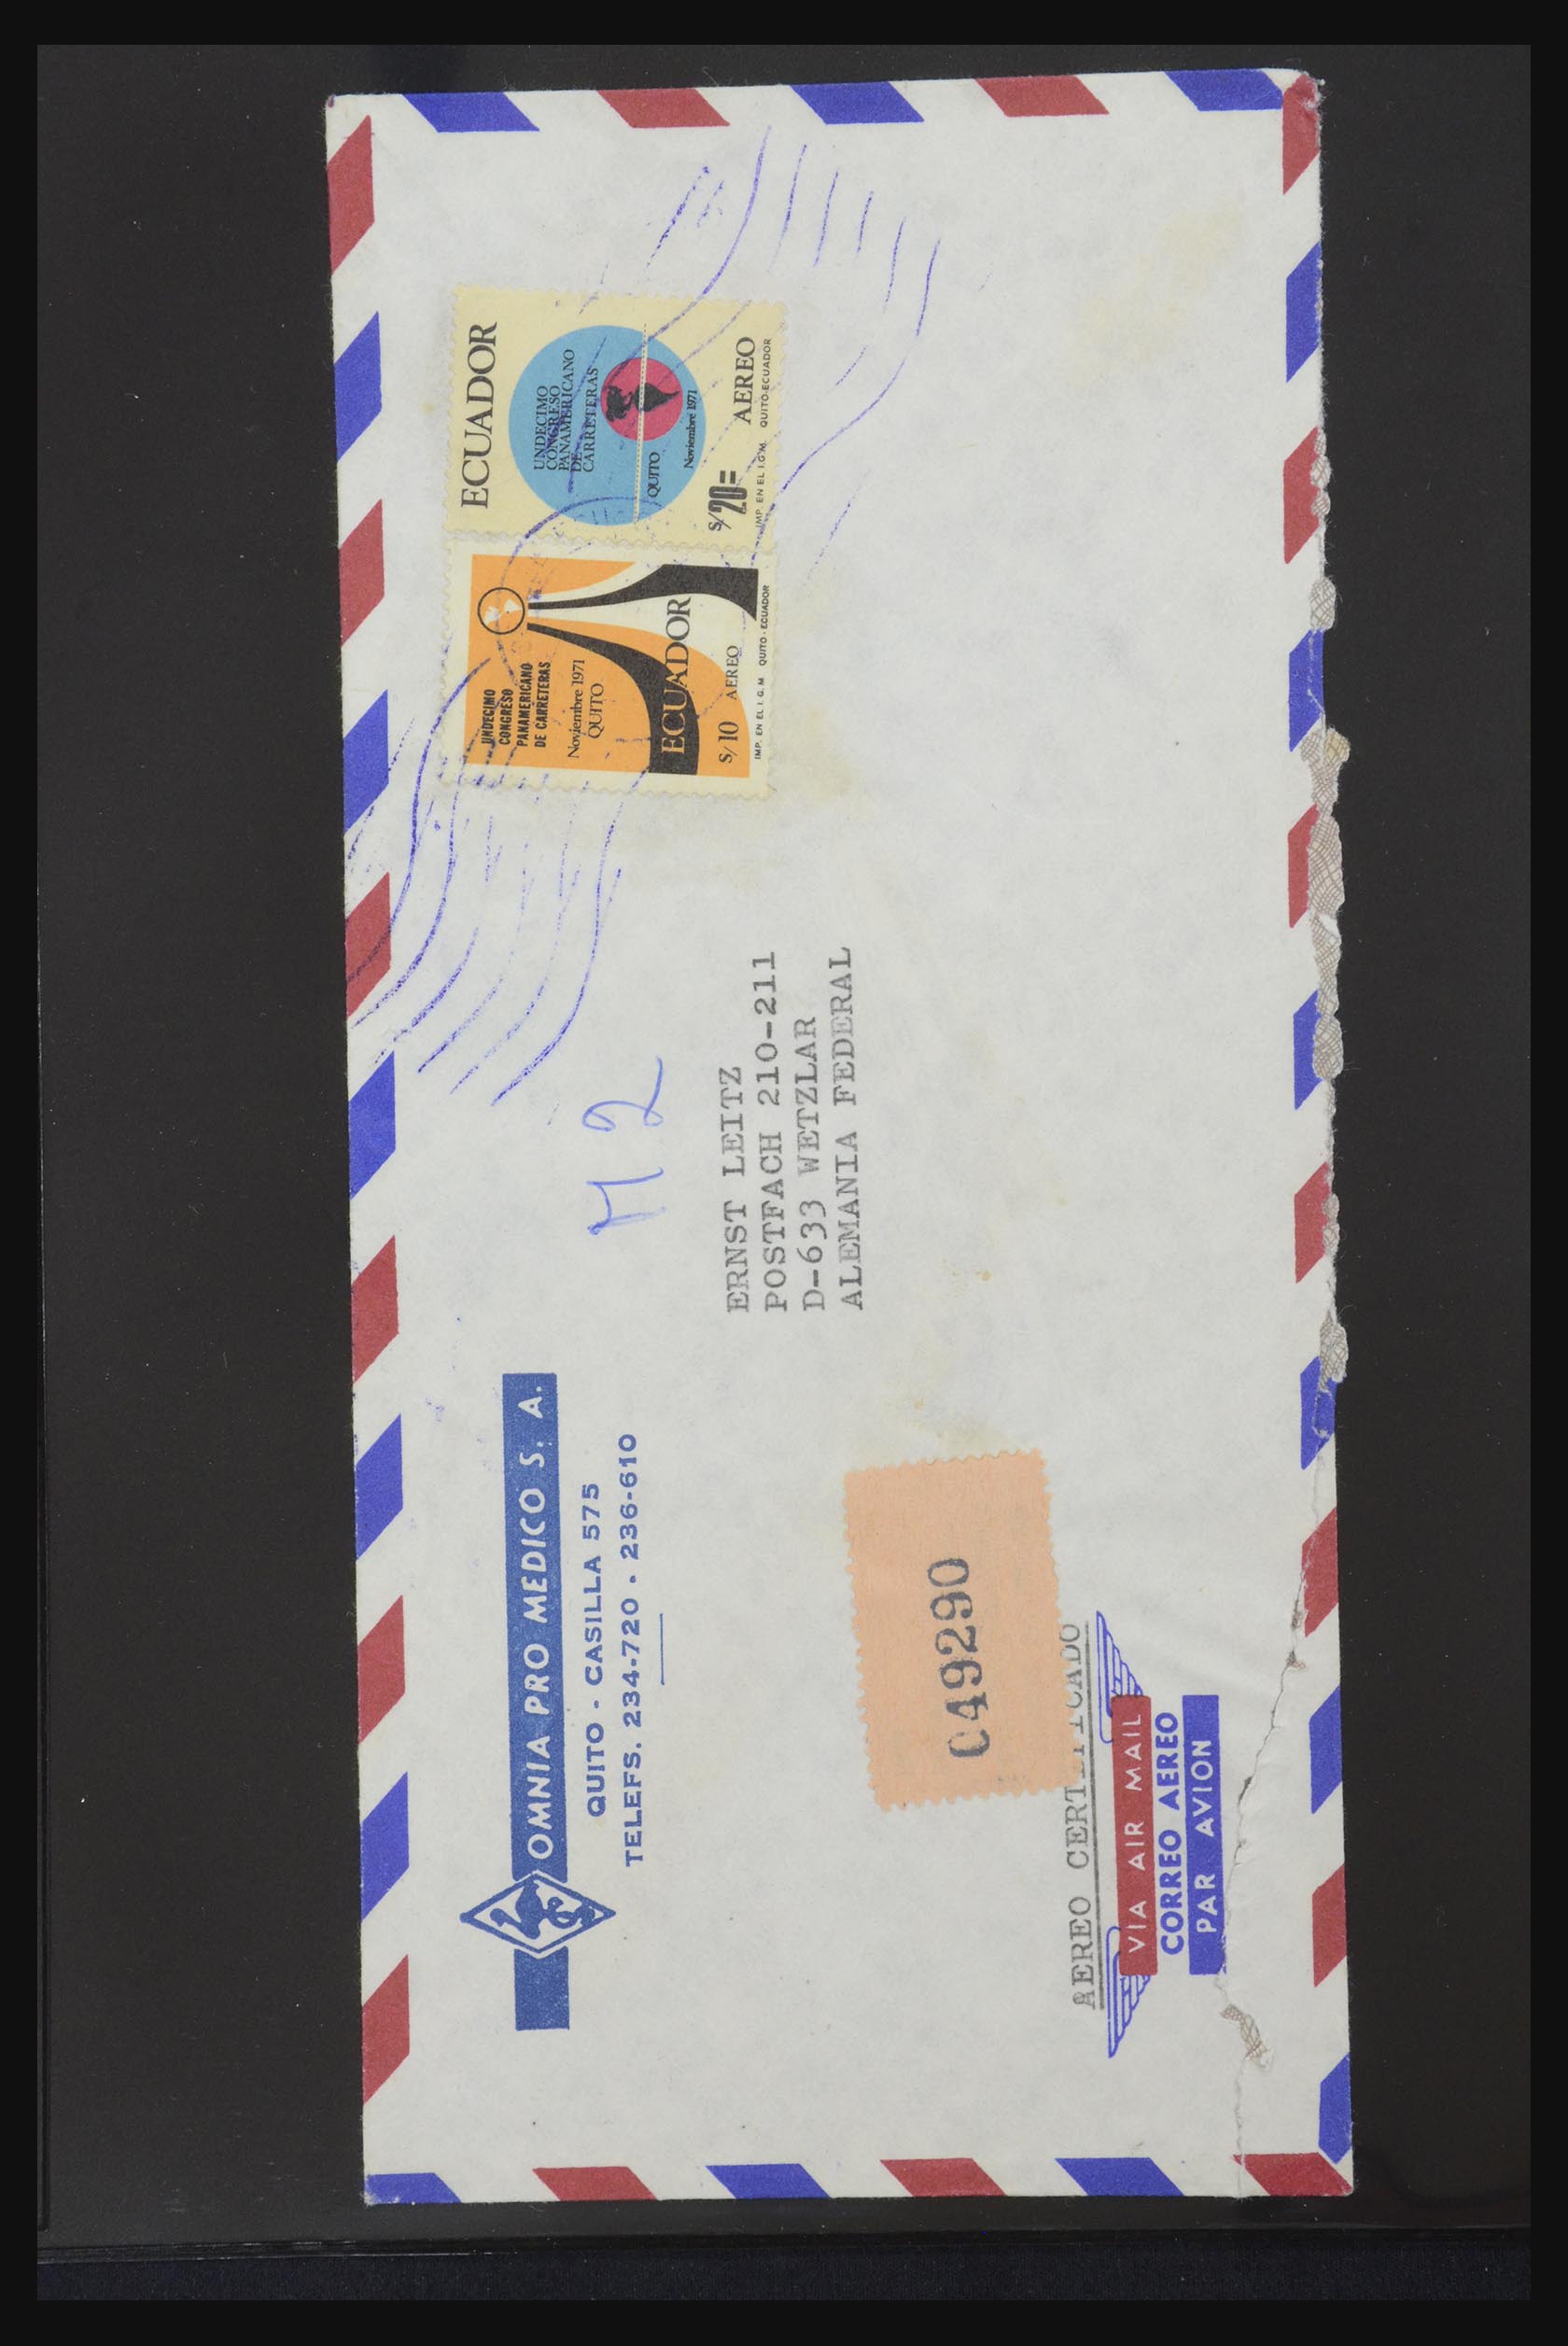 OMNIA PRO MEDICO S. A.
QUITO - CASILLA 575
TELEFS. 234-720 - 236-610
ECUADOR
UNDECIMO
CONGRESO
PANAMERICANO
DE
CARRETERAS
QUITO
Noviembre 1971
S/20= AEREO
IMP. EN EL I.G.M. QUITO-ECUADOR
UNDECIMO
CONGRESO
PANAMERICANO
DE CARRETERAS
Noviembre 1971
QUITO
ECUADOR
S/10 AEREO
IMP. EN EL I.G.M QUITO-ECUADOR
M 2
ERNST LEITZ
POSTFACH 210-211
D-633 WETZLAR
ALEMANIA FEDERAL
049290
AEREO CERTIFICADO
VIA AIR MAIL
CORREO AEREO
PAR AVION